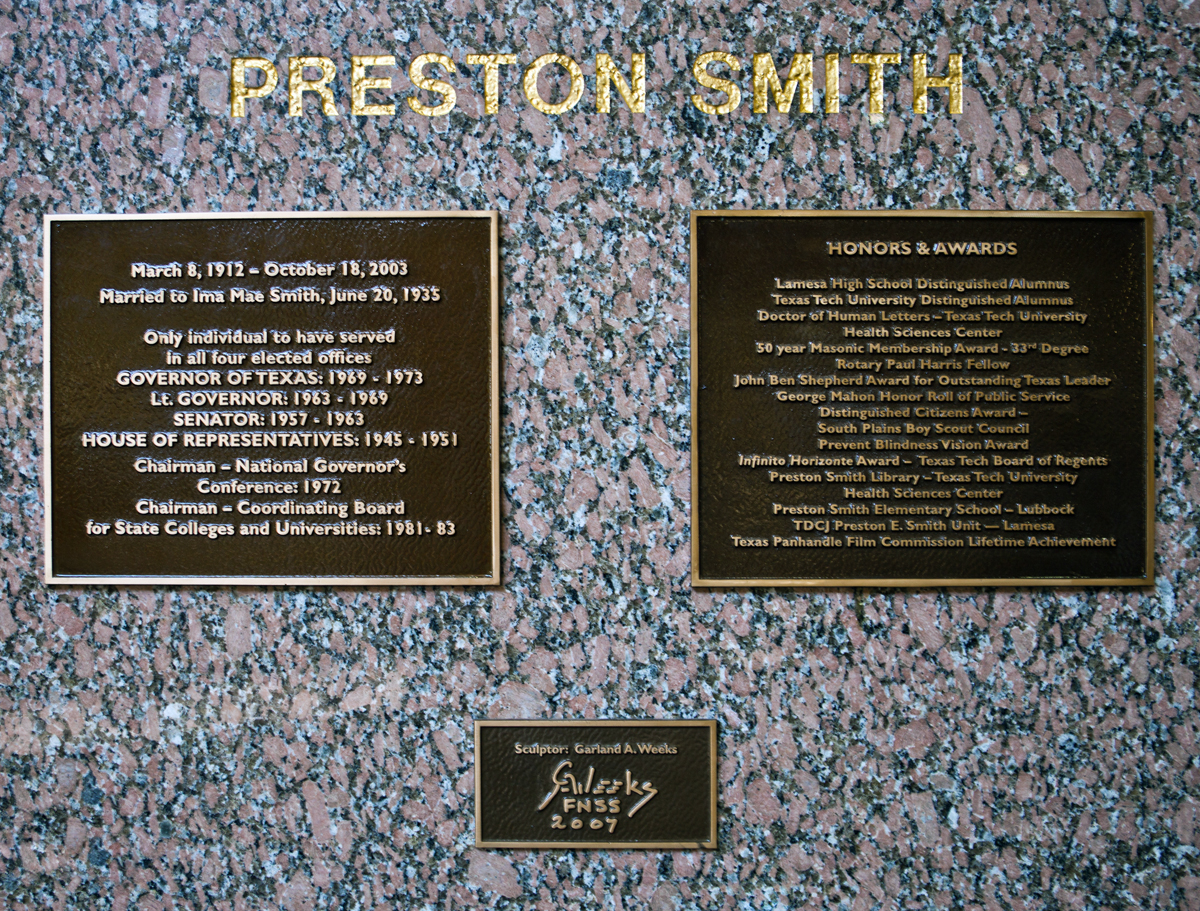 PRESTON SMITH
March 8, 1912 – October 18, 2003
Married to Ima Mae Smith, June 20, 1935
Only individual to have served
in all four elected offices
GOVERNOR OF TEXAS: 1969 - 1973
Lt. GOVERNOR: 1963 - 1969
SENATOR: 1957 - 1963
HOUSE OF REPRESENTATIVES: 1945 - 1951
Chairman – National Governor's
Conference: 1972
Chairman – Coordinating Board
for State Colleges and Universities: 1981- 83
HONORS & AWARDS
Lamesa High School Distinguished Alumnus
Texas Tech University Distinguished Alumnus
Doctor of Human Letters – Texas Tech University
Health Sciences Center
50 year Masonic Membership Award - 33rd Degree
Rotary Paul Harris Fellow
John Ben Shepherd Award for Outstanding Texas Leader
George Mahon Honor Roll of Public Service
Distinguished Citizens Award –
South Plains Boy Scout Council
Prevent Blindness Vision Award
Infinito Horizonte Award – Texas Tech Board of Regents
Preston Smith Library – Texas Tech University
Health Sciences Center
Preston Smith Elementary School – Lubbock
TDCJ Preston E. Smith Unit — Lamesa
Texas Panhandle Film Commission Lifetime Achievement
Sculptor: Garland A. Weeks
GWeeks
FNSS
2007